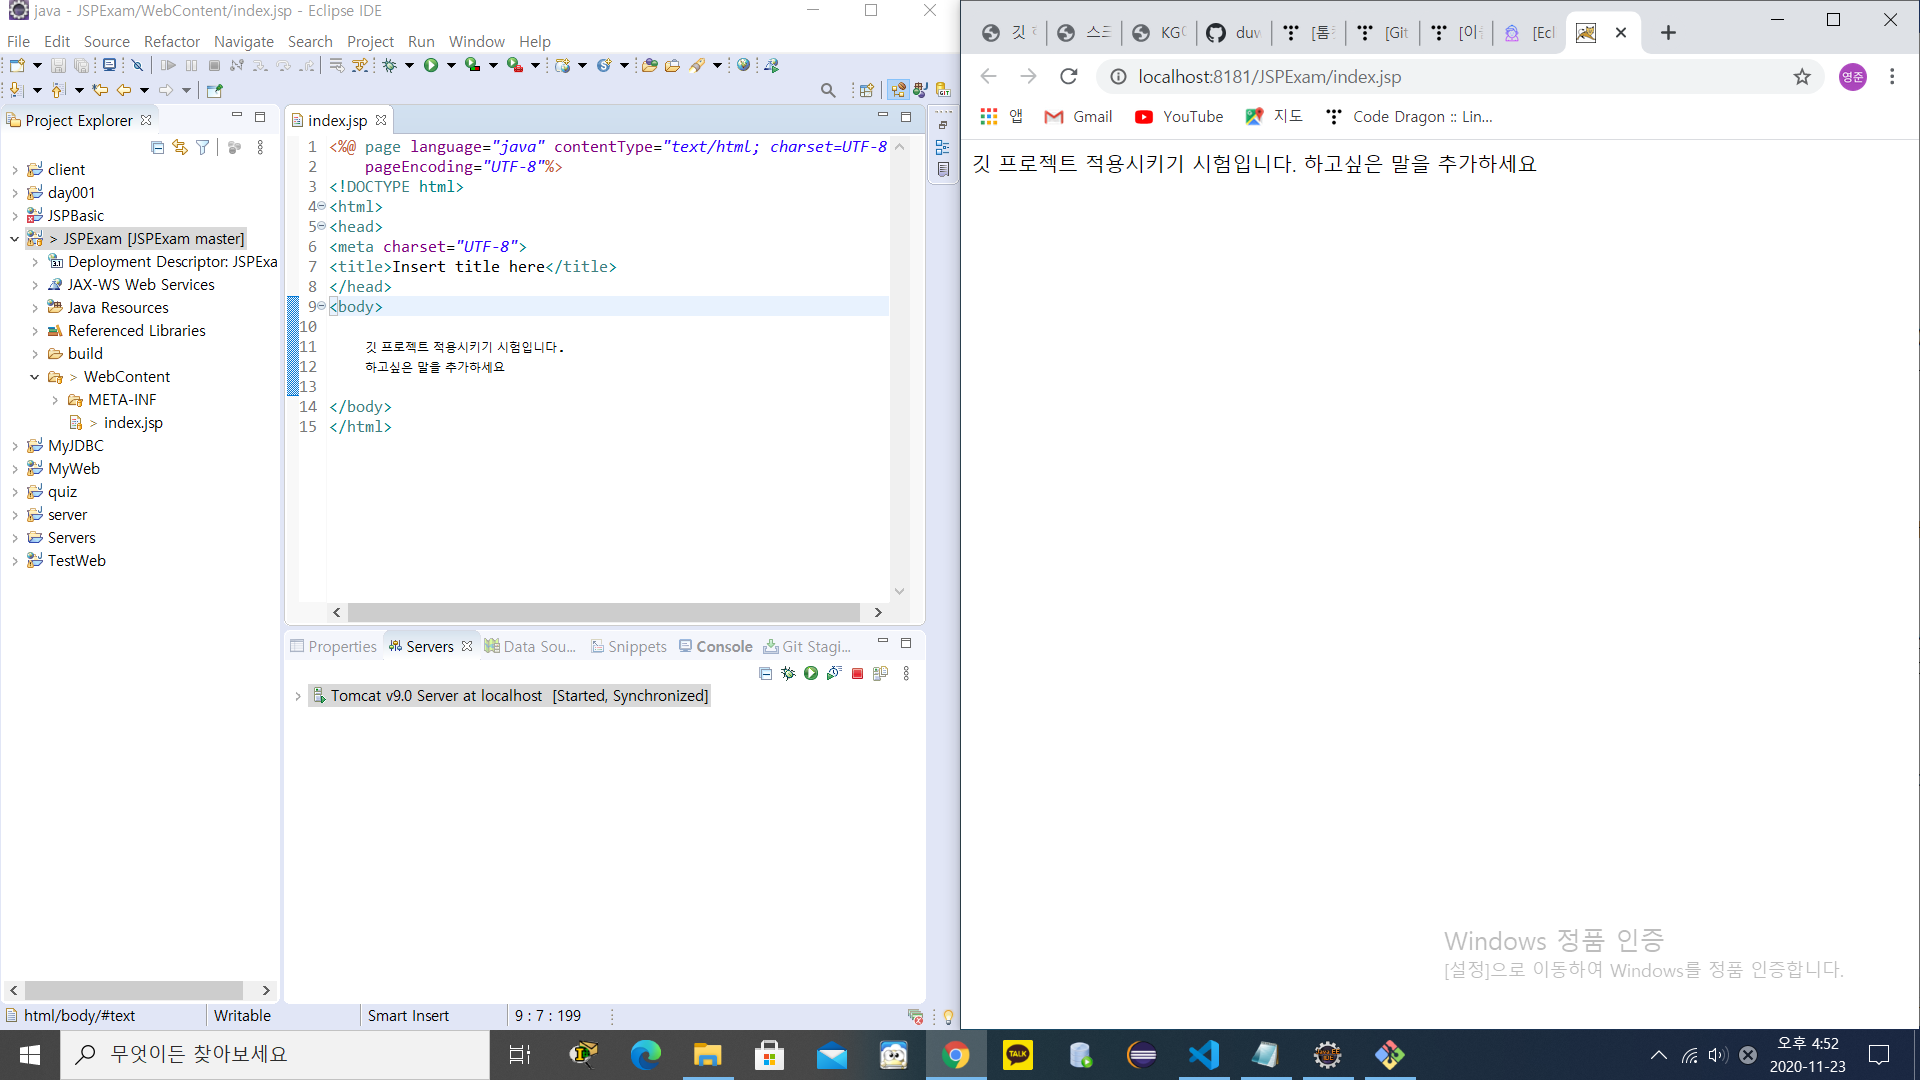 java - JSPExam/WebContent/index.jsp - Eclipse IDE
File Edit Source Refactor Navigate Search Project Run Window Help
Project Explorer
client
day001
JSPBasic
> JSPExam [JSPExam master]
Deployment Descriptor: JSPExa
JAX-WS Web Services
Java Resources
Referenced Libraries
build
> WebContent
META-INF
> index.jsp
MyJDBC
MyWeb
quiz
server
Servers
TestWeb
index.jsp
1 <%@ page language="java" contentType="text/html; charset=UTF-8
2 pageEncoding="UTF-8"%>
3 <!DOCTYPE html>
4 <html>
5 <head>
6 <meta charset="UTF-8">
7 <title>Insert title here</title>
8 </head>
9 <body>
10
11 깃 프로젝트 적용시키기 시험입니다.
12 하고싶은 말을 추가하세요
13
14 </body>
15 </html>
Properties Servers Data Sou... Snippets Console Git Stagi...
Tomcat v9.0 Server at localhost [Started, Synchronized]
html/body/#text Writable Smart Insert 9 : 7 : 199
깃 스크 KG duw [톰 [Git [이 [Ecl
localhost:8181/JSPExam/index.jsp
영준
앱 Gmail YouTube 지도 Code Dragon :: Lin...
깃 프로젝트 적용시키기 시험입니다. 하고싶은 말을 추가하세요
Windows 정품 인증
[설정]으로 이동하여 Windows를 정품 인증합니다.
무엇이든 찾아보세요
TALK
오후 4:52
2020-11-23